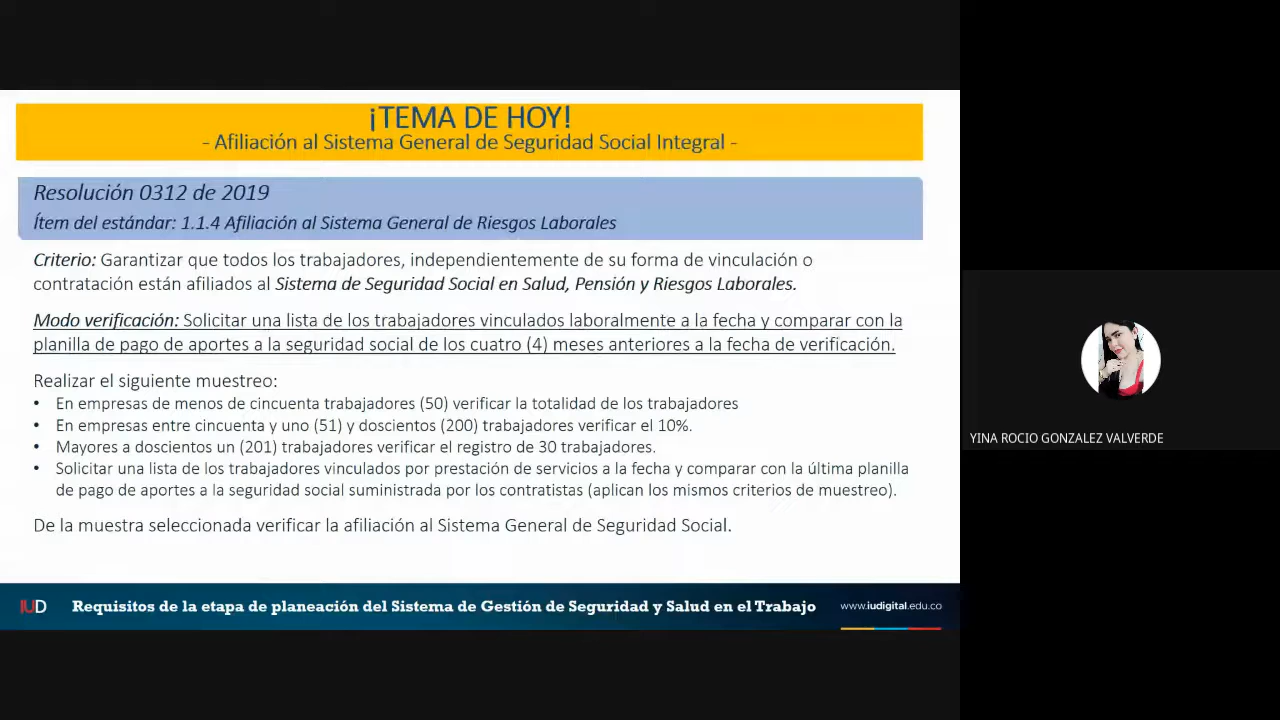 ¡TEMA DE HOY!
- Afiliación al Sistema General de Seguridad Social Integral -
Resolución 0312 de 2019
Ítem del estándar: 1.1.4 Afiliación al Sistema General de Riesgos Laborales
Criterio: Garantizar que todos los trabajadores, independientemente de su forma de vinculación o
contratación están afiliados al Sistema de Seguridad Social en Salud, Pensión y Riesgos Laborales.
Modo verificación: Solicitar una lista de los trabajadores vinculados laboralmente a la fecha y comparar con la
planilla de pago de aportes a la seguridad social de los cuatro (4) meses anteriores a la fecha de verificación.
Realizar el siguiente muestreo:
• En empresas de menos de cincuenta trabajadores (50) verificar la totalidad de los trabajadores
• En empresas entre cincuenta y uno (51) y doscientos (200) trabajadores verificar el 10%.
• Mayores a doscientos un (201) trabajadores verificar el registro de 30 trabajadores.
• Solicitar una lista de los trabajadores vinculados por prestación de servicios a la fecha y comparar con la última planilla
de pago de aportes a la seguridad social suministrada por los contratistas (aplican los mismos criterios de muestreo).
De la muestra seleccionada verificar la afiliación al Sistema General de Seguridad Social.
IUD Requisitos de la etapa de planeación del Sistema de Gestión de Seguridad y Salud en el Trabajo www.iudigital.edu.co
YINA ROCIO GONZALEZ VALVERDE